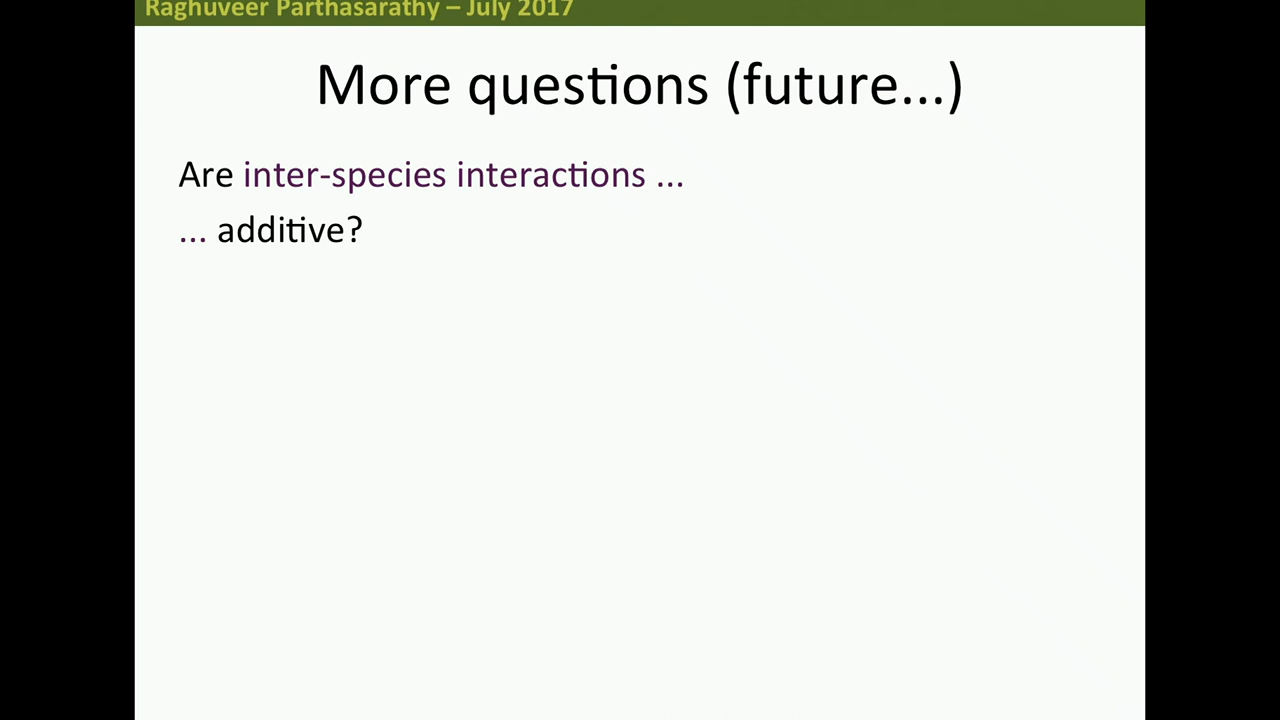 Raghuveer Parthasarathy – July 2017
More questions (future...)
Are inter-species interactions ...
... additive?